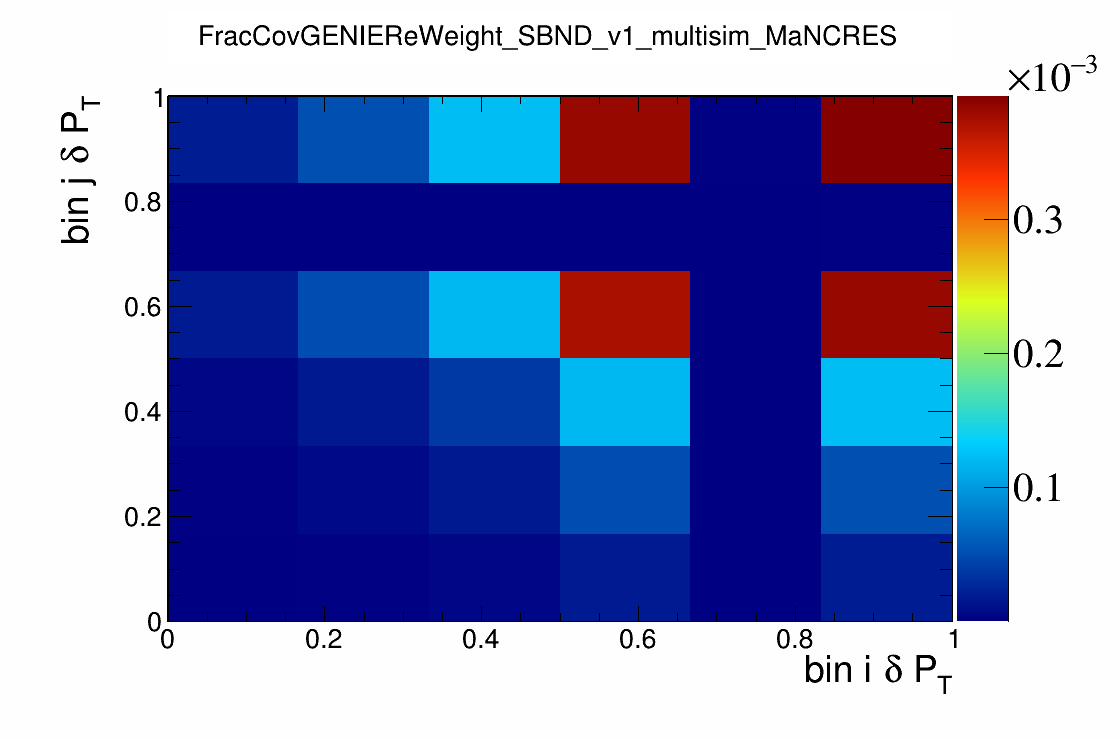 FracCovGENIEReWeight_SBND_v1_multisim_MaNCRES
×10⁻³
bin j δ P_T
1
0.8
0.6
0.4
0.2
0
0 0.2 0.4 0.6 0.8 1
bin i δ P_T
0.3
0.2
0.1